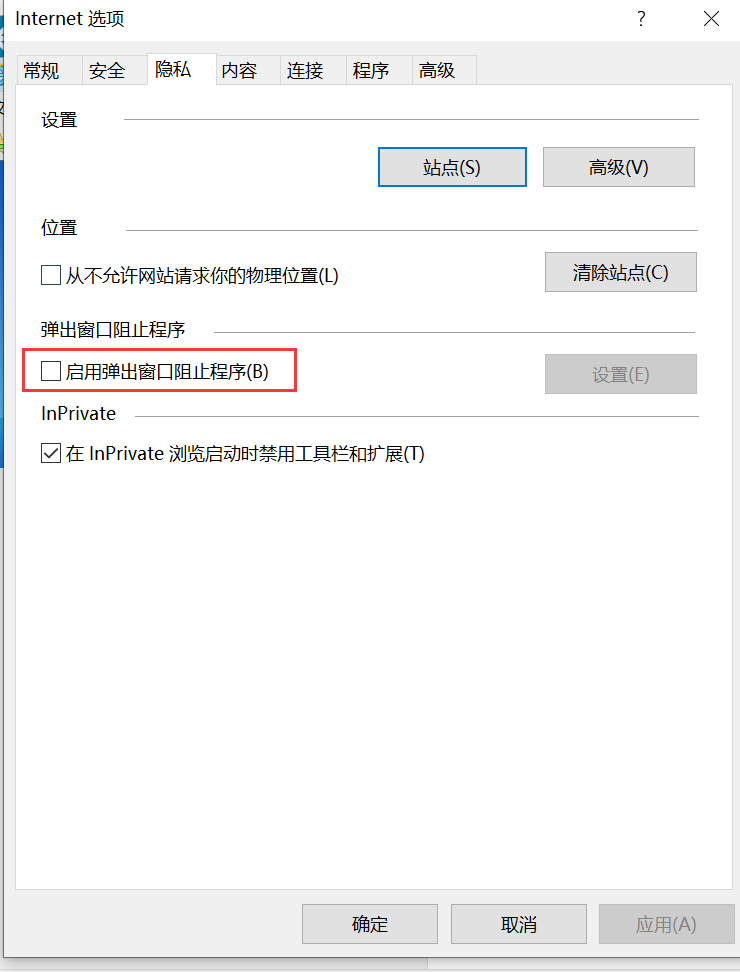 Internet 选项
?
常规 安全 隐私 内容 连接 程序 高级
设置
站点(S) 高级(V)
位置
从不允许网站请求你的物理位置(L) 清除站点(C)
弹出窗口阻止程序
启用弹出窗口阻止程序(B) 设置(E)
InPrivate
在 InPrivate 浏览启动时禁用工具栏和扩展(T)
确定 取消 应用(A)